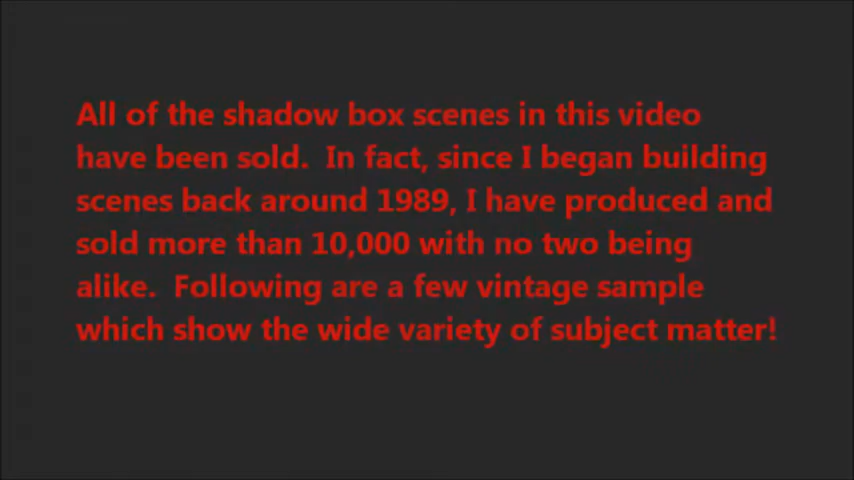 All of the shadow box scenes in this video
have been sold.  In fact, since I began building
scenes back around 1989, I have produced and
sold more than 10,000 with no two being
alike.  Following are a few vintage sample
which show the wide variety of subject matter!